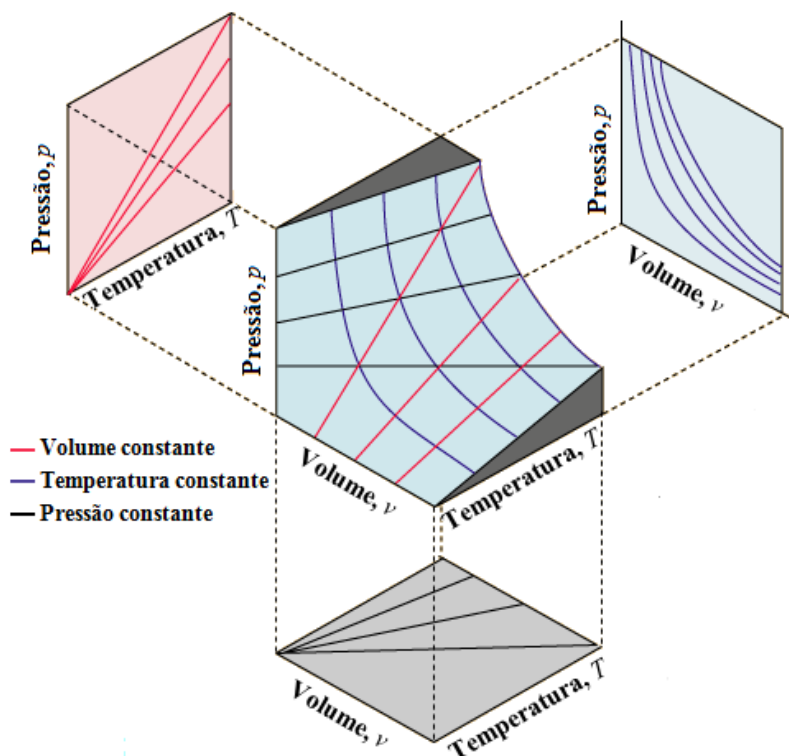 Pressão, p
Temperatura, T
Pressão, p
Volume, v
Pressão, p
Volume, v
Temperatura, T
Volume constante
Temperatura constante
Pressão constante
Volume, v
Temperatura, T